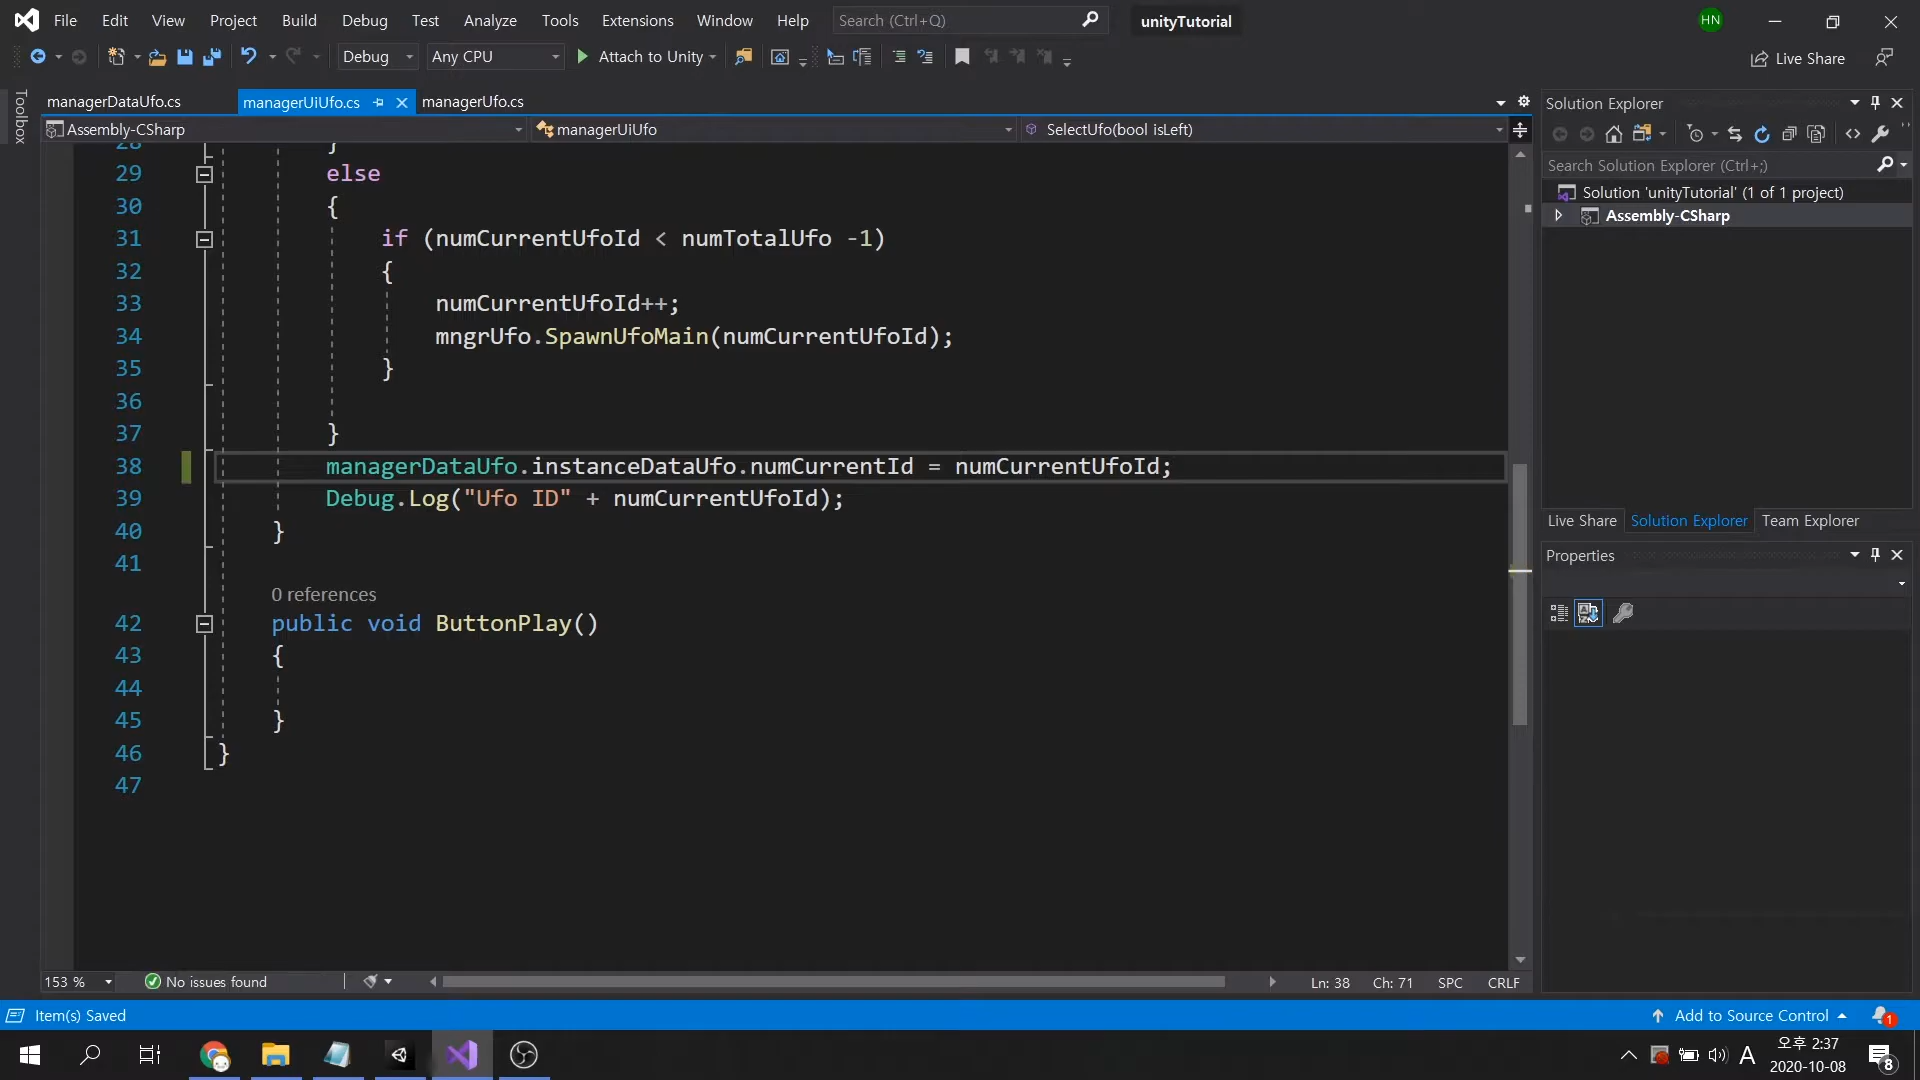 File Edit View Project Build Debug Test Analyze Tools Extensions Window Help Search (Ctrl+Q) unityTutorial HN
Debug Any CPU Attach to Unity Live Share
Toolbox
managerDataUfo.cs managerUiUfo.cs managerUfo.cs
Assembly-CSharp managerUiUfo SelectUfo(bool isLeft)
28 }
29 else
30 {
31 if (numCurrentUfoId < numTotalUfo -1)
32 {
33 numCurrentUfoId++;
34 mngrUfo.SpawnUfoMain(numCurrentUfoId);
35 }
36
37 }
38 managerDataUfo.instanceDataUfo.numCurrentId = numCurrentUfoId;
39 Debug.Log("Ufo ID" + numCurrentUfoId);
40 }
41
0 references
42 public void ButtonPlay()
43 {
44
45 }
46 }
47
153 % No issues found Ln: 38 Ch: 71 SPC CRLF
Solution Explorer
Search Solution Explorer (Ctrl+;)
Solution 'unityTutorial' (1 of 1 project)
Assembly-CSharp
Live Share Solution Explorer Team Explorer
Properties
Item(s) Saved Add to Source Control 1
A 오후 2:37
2020-10-08 8